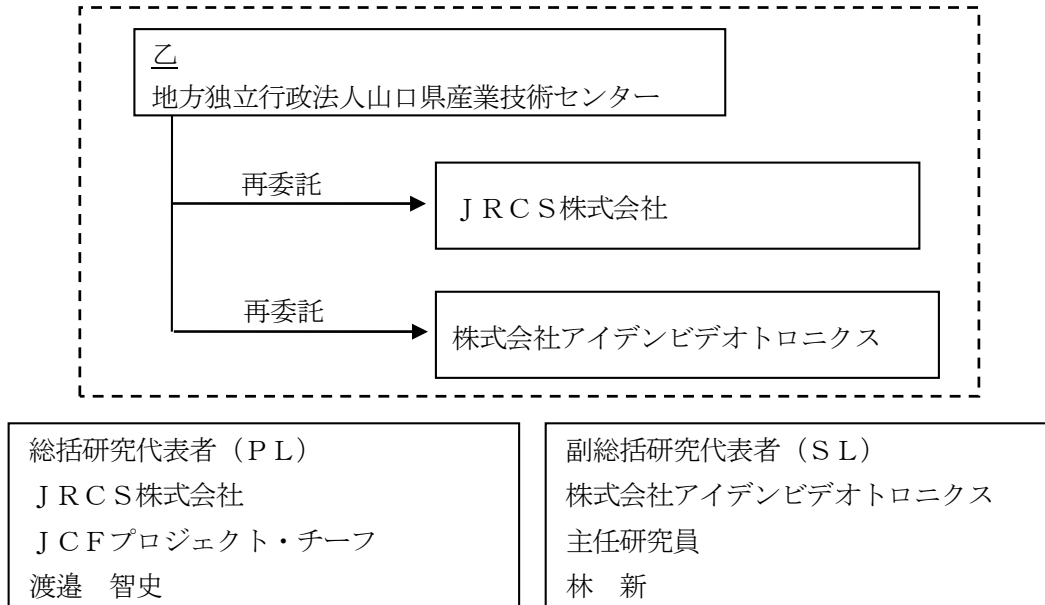 乙
地方独立行政法人山口県産業技術センター
再委託
ＪＲＣＳ株式会社
再委託
株式会社アイデンビデオトロニクス
総括研究代表者（ＰＬ）
ＪＲＣＳ株式会社
ＪＣＦプロジェクト・チーフ
渡邉　智史
副総括研究代表者（ＳＬ）
株式会社アイデンビデオトロニクス
主任研究員
林　新